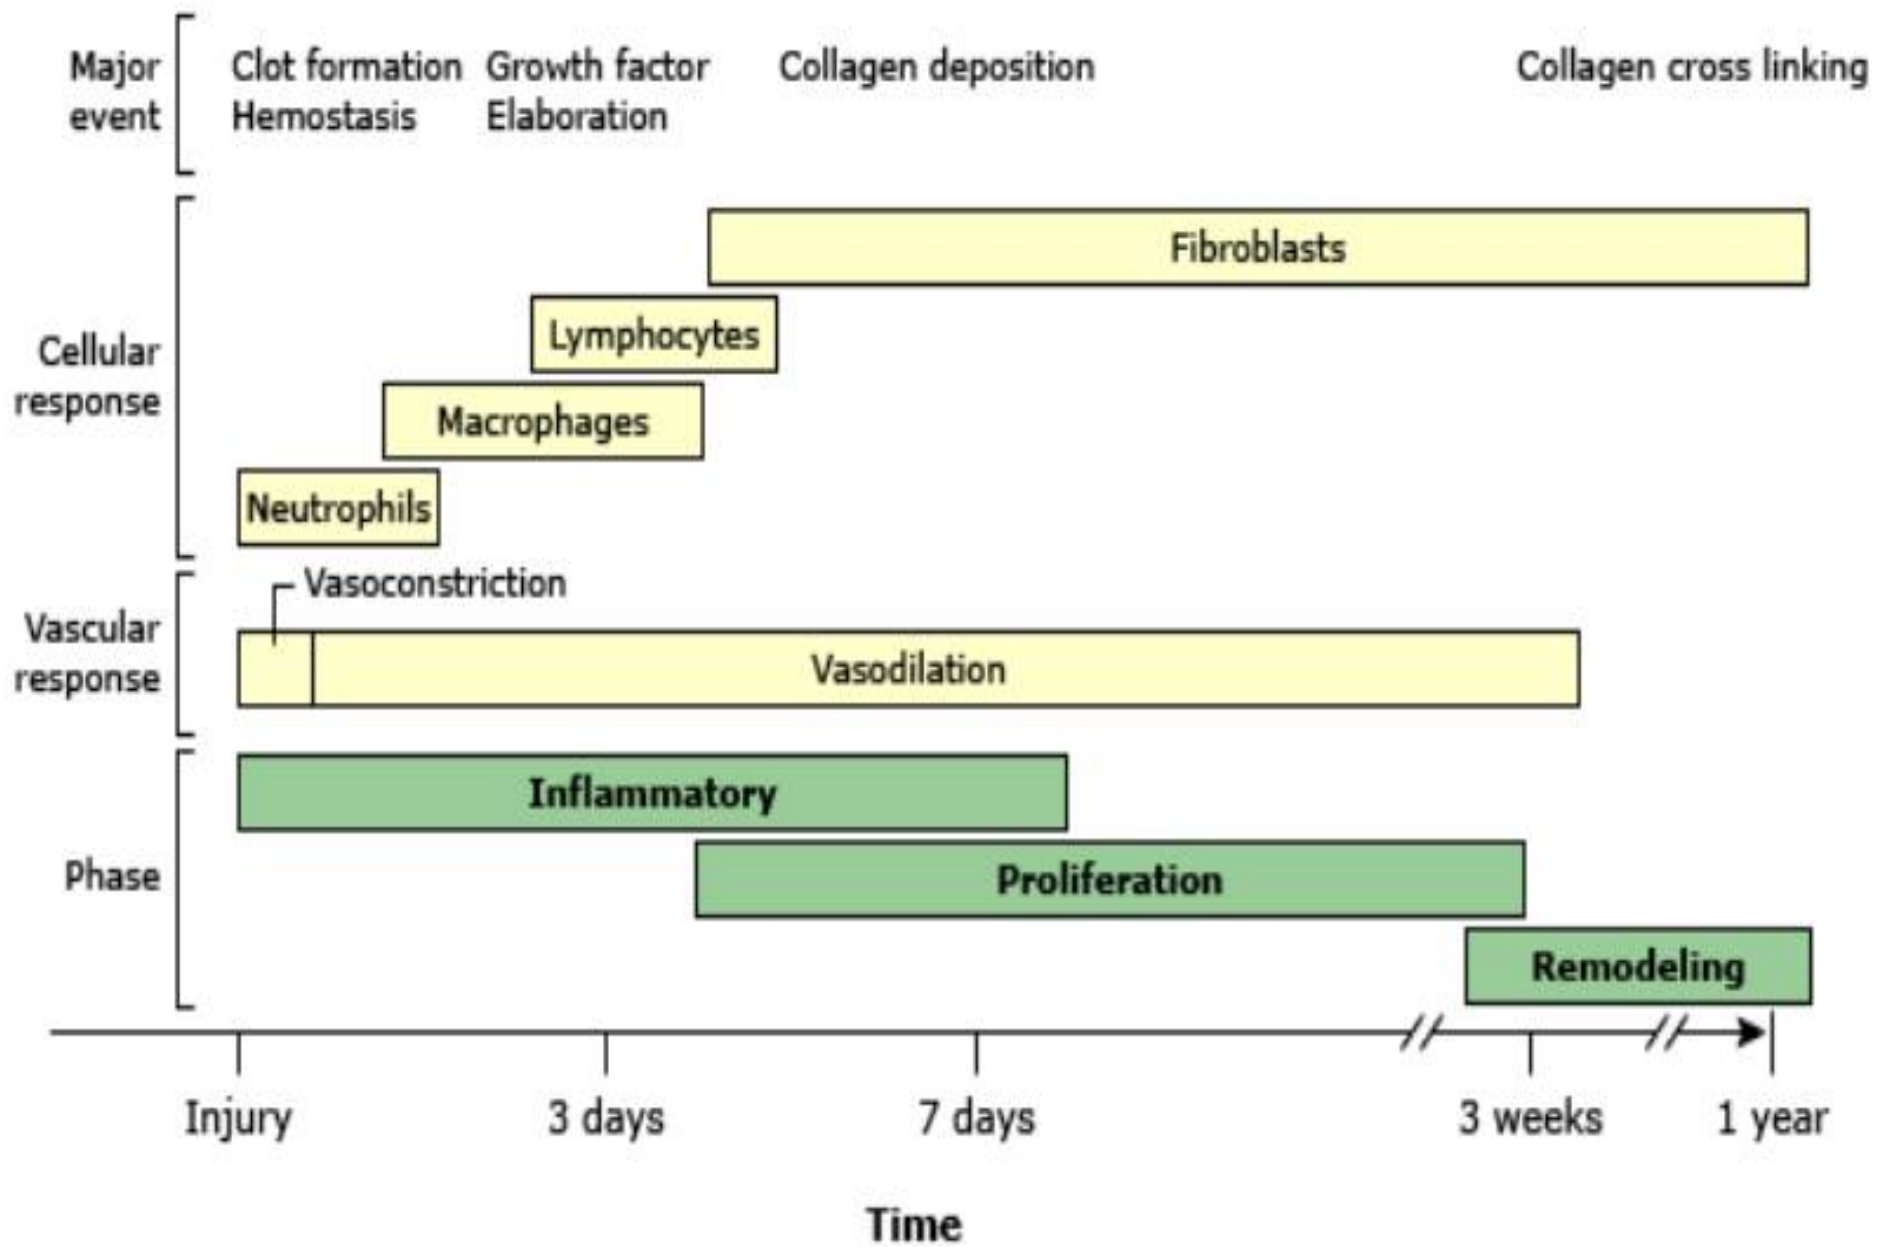 Major event
Clot formation
Hemostasis
Growth factor
Elaboration
Collagen deposition
Collagen cross linking
Cellular response
Fibroblasts
Lymphocytes
Macrophages
Neutrophils
Vascular response
Vasoconstriction
Vasodilation
Phase
Inflammatory
Proliferation
Remodeling
Injury
3 days
7 days
3 weeks
1 year
Time